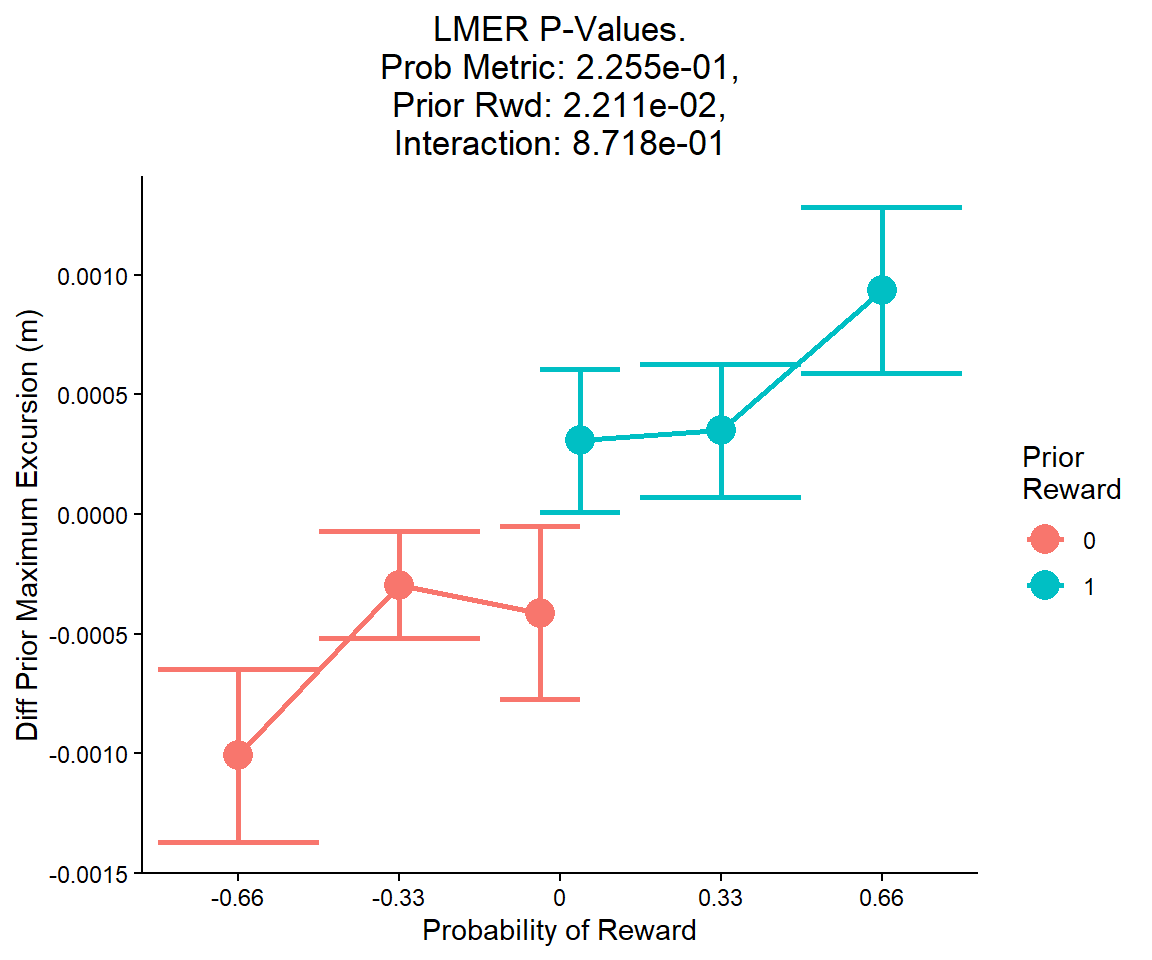 LMER P-Values.
Prob Metric: 2.255e-01,
Prior Rwd: 2.211e-02,
Interaction: 8.718e-01
Diff Prior Maximum Excursion (m)
0.0010
0.0005
0.0000
-0.0005
-0.0010
-0.0015
-0.66
-0.33
0
0.33
0.66
Probability of Reward
Prior
Reward
0
1